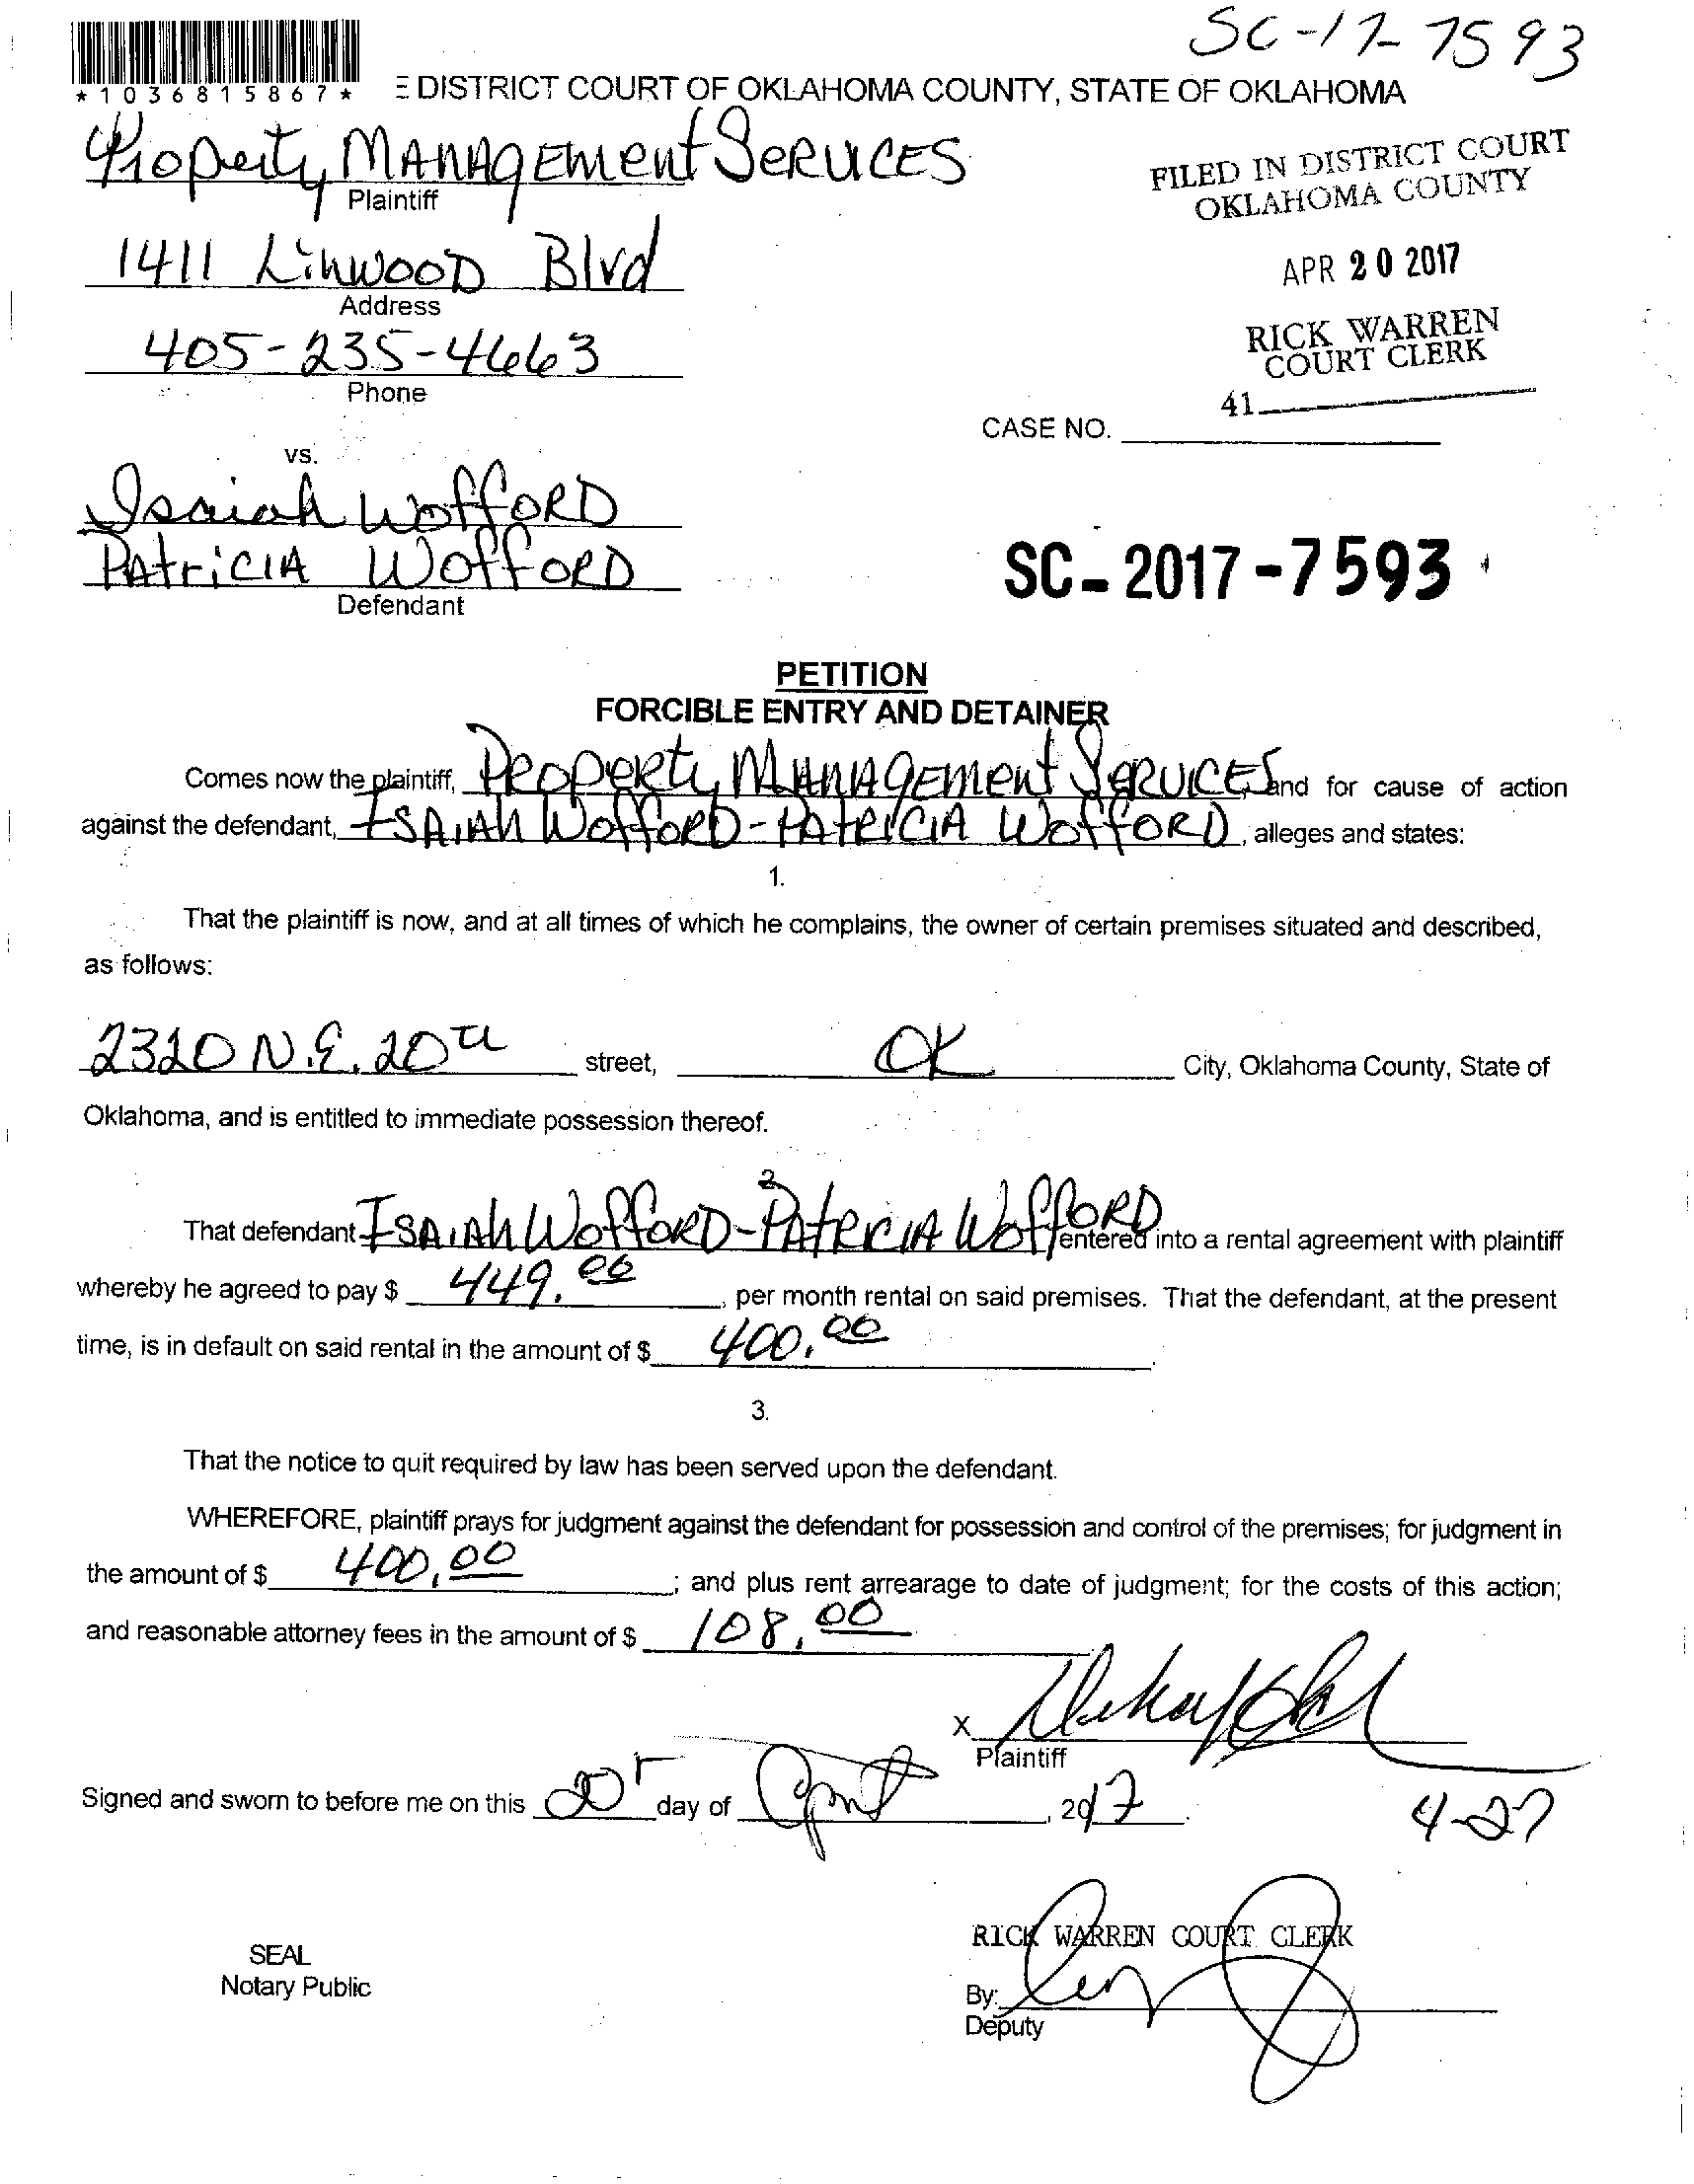 SC-17-7593
*1036815867*
E DISTRICT COURT OF OKLAHOMA COUNTY, STATE OF OKLAHOMA
Property Management Services
Plaintiff
FILED IN DISTRICT COURT
OKLAHOMA COUNTY
1411 Linwood Blvd
Address
APR 20 2017
405-235-4663
Phone
RICK WARREN
COURT CLERK
41
CASE NO.
vs.
Isaiah Wofford
Patricia Wofford
Defendant
SC-2017-7593
PETITION
FORCIBLE ENTRY AND DETAINER
Comes now the plaintiff, Property Management Services and for cause of action
against the defendant, Isaiah Wofford - Patricia Wofford, alleges and states:
1.
That the plaintiff is now, and at all times of which he complains, the owner of certain premises situated and described,
as follows:
2320 N.E. 20th street, OK City, Oklahoma County, State of
Oklahoma, and is entitled to immediate possession thereof.
2.
That defendant Isaiah Wofford - Patricia Wofford entered into a rental agreement with plaintiff
whereby he agreed to pay $ 449.00, per month rental on said premises. That the defendant, at the present
time, is in default on said rental in the amount of $ 400.00.
3.
That the notice to quit required by law has been served upon the defendant.
WHEREFORE, plaintiff prays for judgment against the defendant for possession and control of the premises; for judgment in
the amount of $ 400.00; and plus rent arrearage to date of judgment; for the costs of this action;
and reasonable attorney fees in the amount of $ 108.00
X
Plaintiff
Signed and sworn to before me on this 20 day of April, 2017.
4-27
RICK WARREN COURT CLERK
SEAL
Notary Public
By:
Deputy